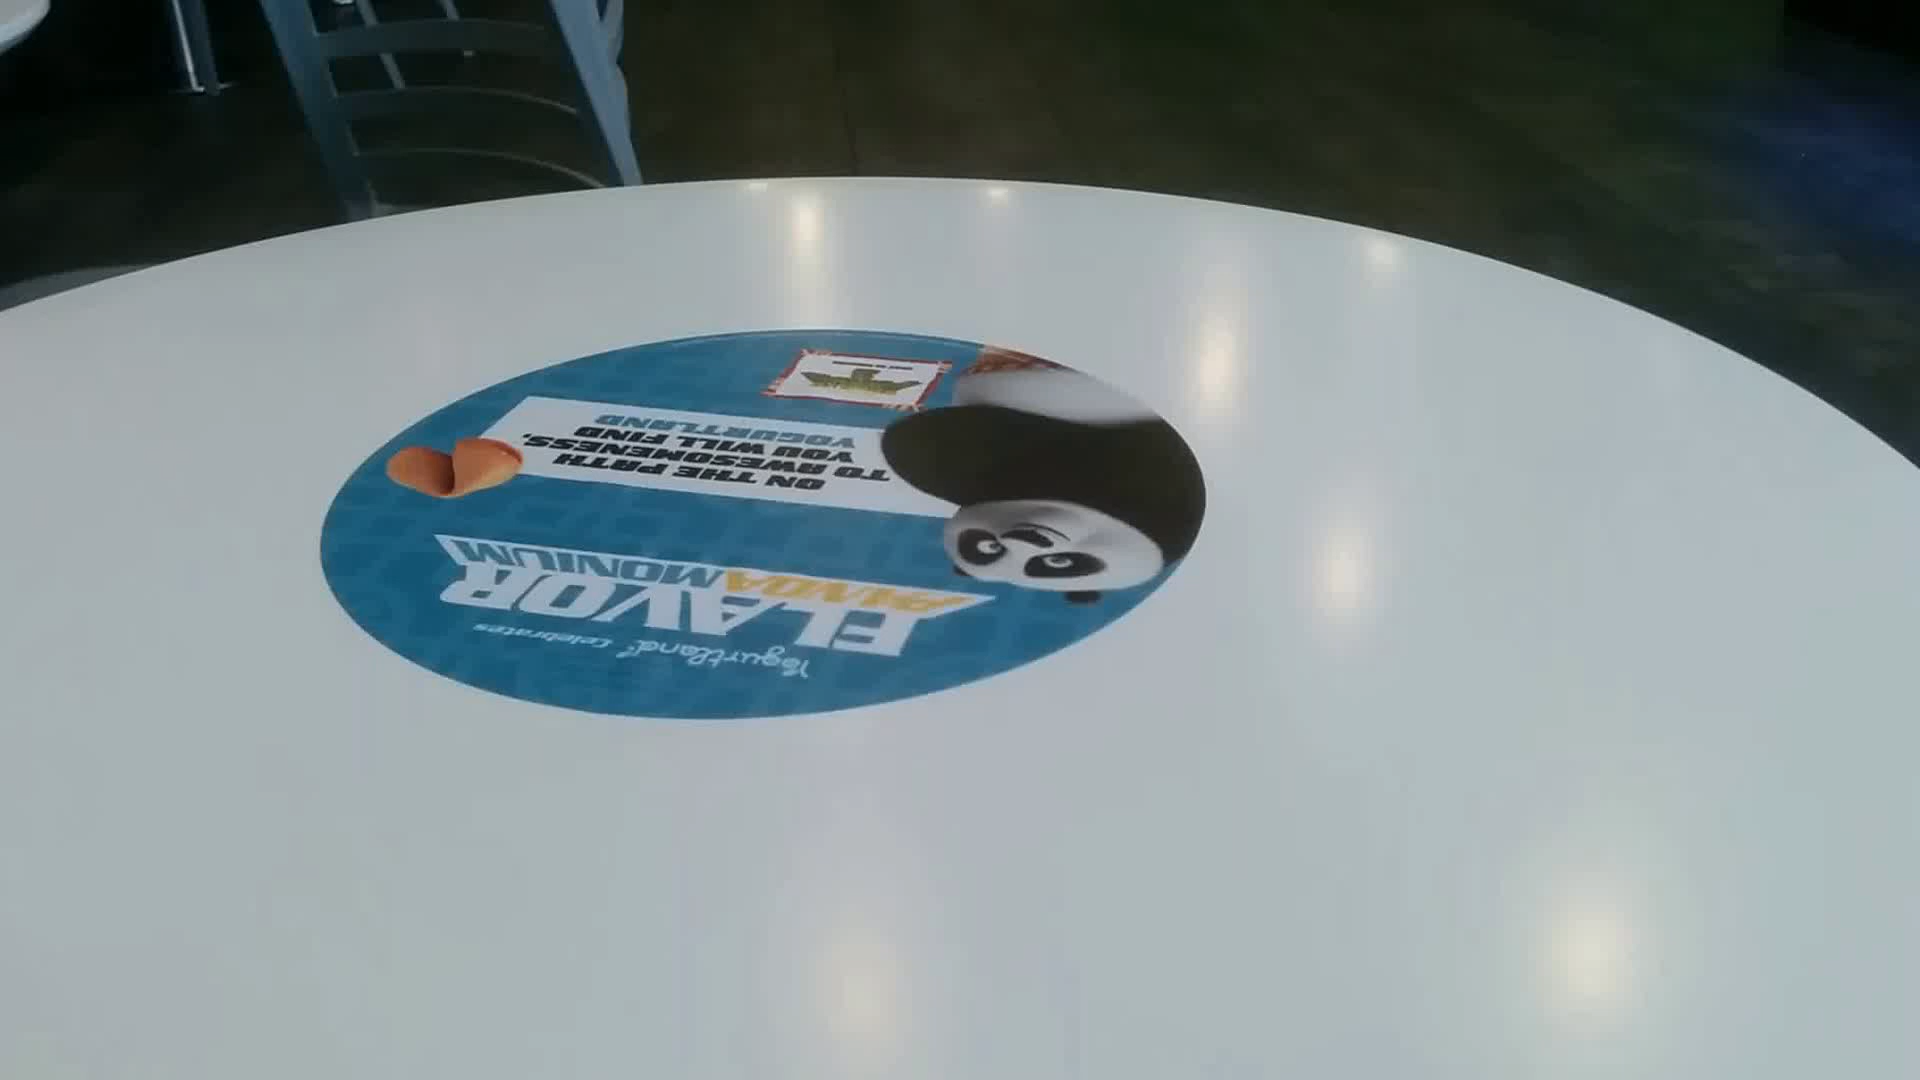 Yogurtland® celebrates
FLAVOR
PANDAMONIUM
ON THE PATH
TO AWESOMENESS,
YOU WILL FIND
YOGURTLAND